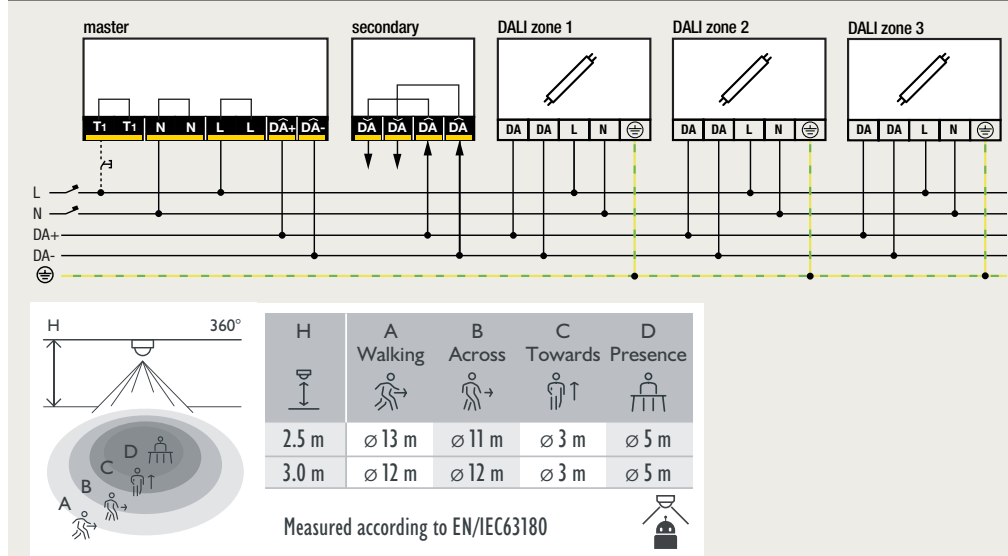 master secondary DALI zone 1 DALI zone 2 DALI zone 3
T1 T1 N N L L DA+ DA- DA DA DA DA DA DA L N DA DA L N DA DA L N
L
N
DA+
DA-
H 360°
D
C
B
A
H A B C D
Walking Across Towards Presence
2.5 m ⌀ 13 m ⌀ 11 m ⌀ 3 m ⌀ 5 m
3.0 m ⌀ 12 m ⌀ 12 m ⌀ 3 m ⌀ 5 m
Measured according to EN/IEC63180